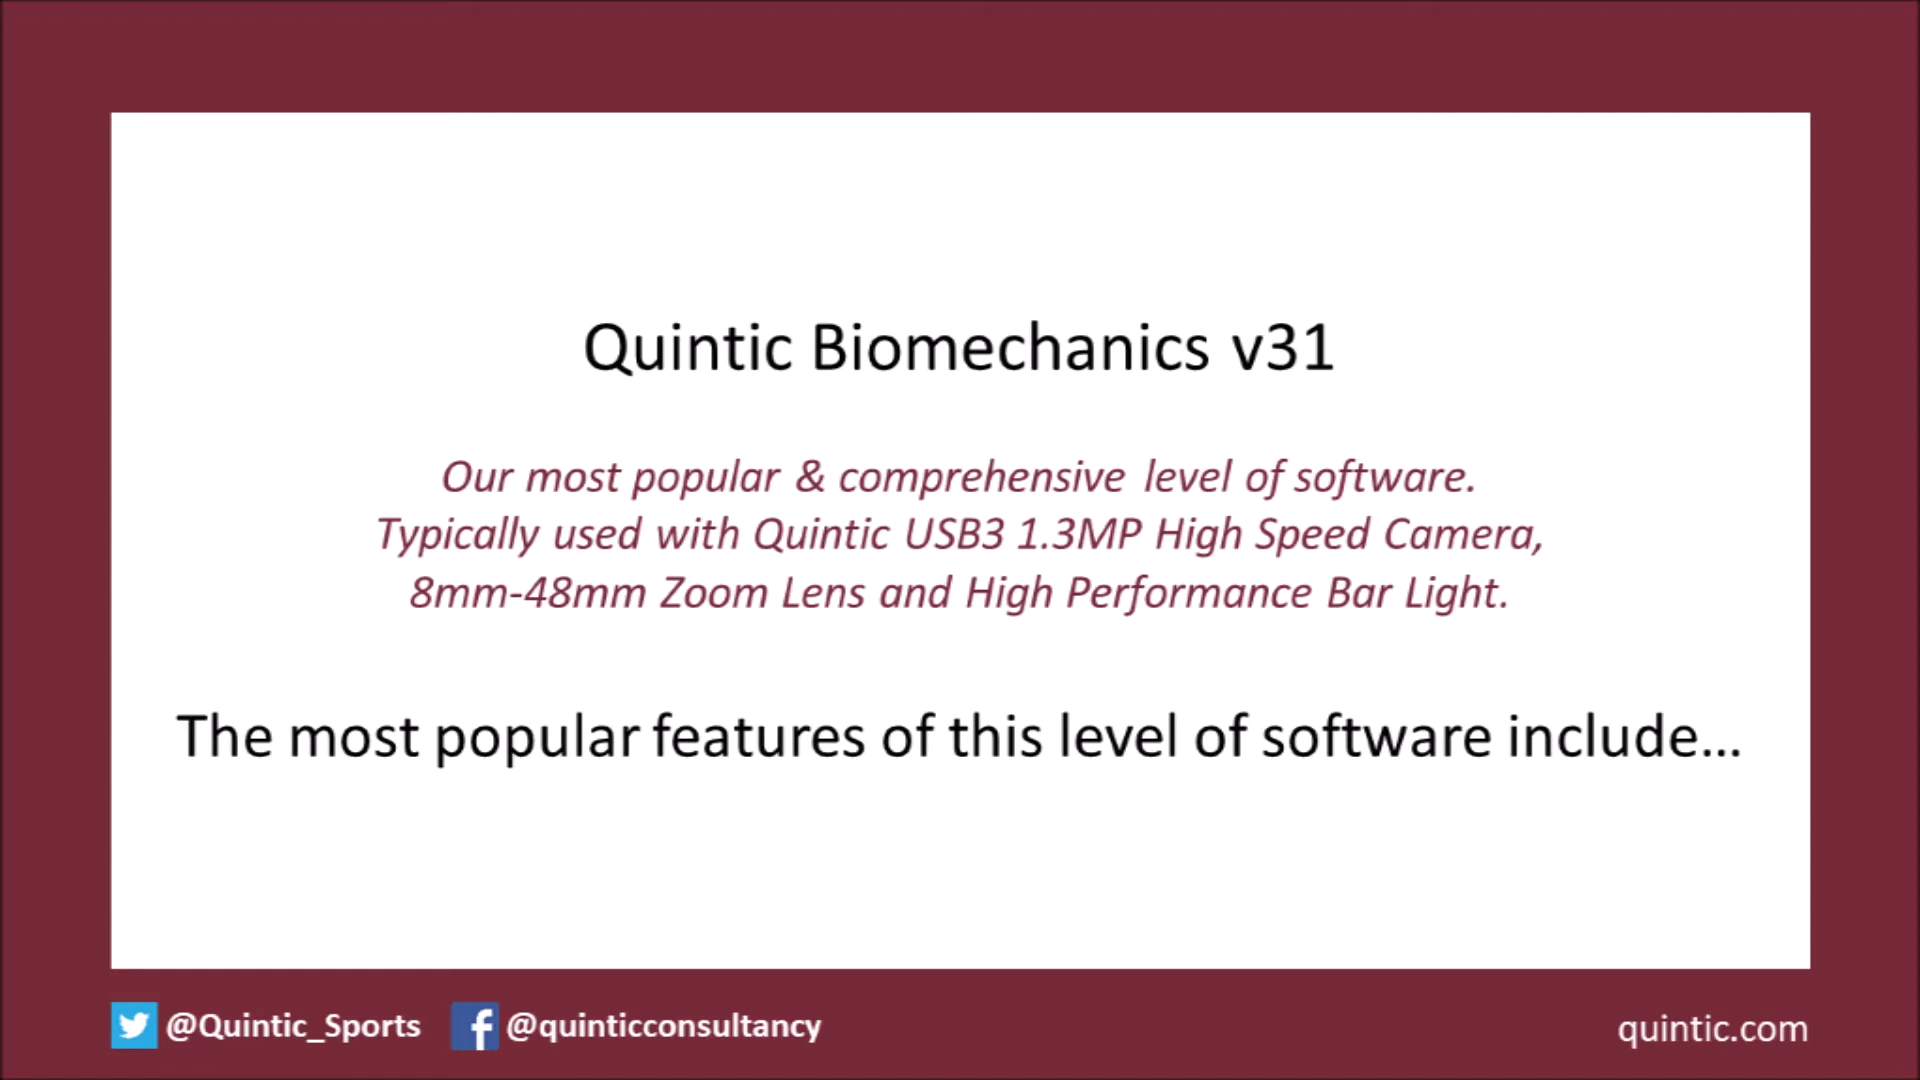 Quintic Biomechanics v31
Our most popular & comprehensive level of software.
Typically used with Quintic USB3 1.3MP High Speed Camera,
8mm-48mm Zoom Lens and High Performance Bar Light.
The most popular features of this level of software include...
@Quintic_Sports @quinticconsultancy quintic.com